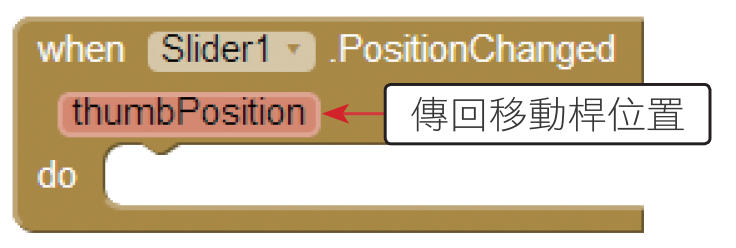 when Slider1 .PositionChanged
thumbPosition 傳回移動桿位置
do